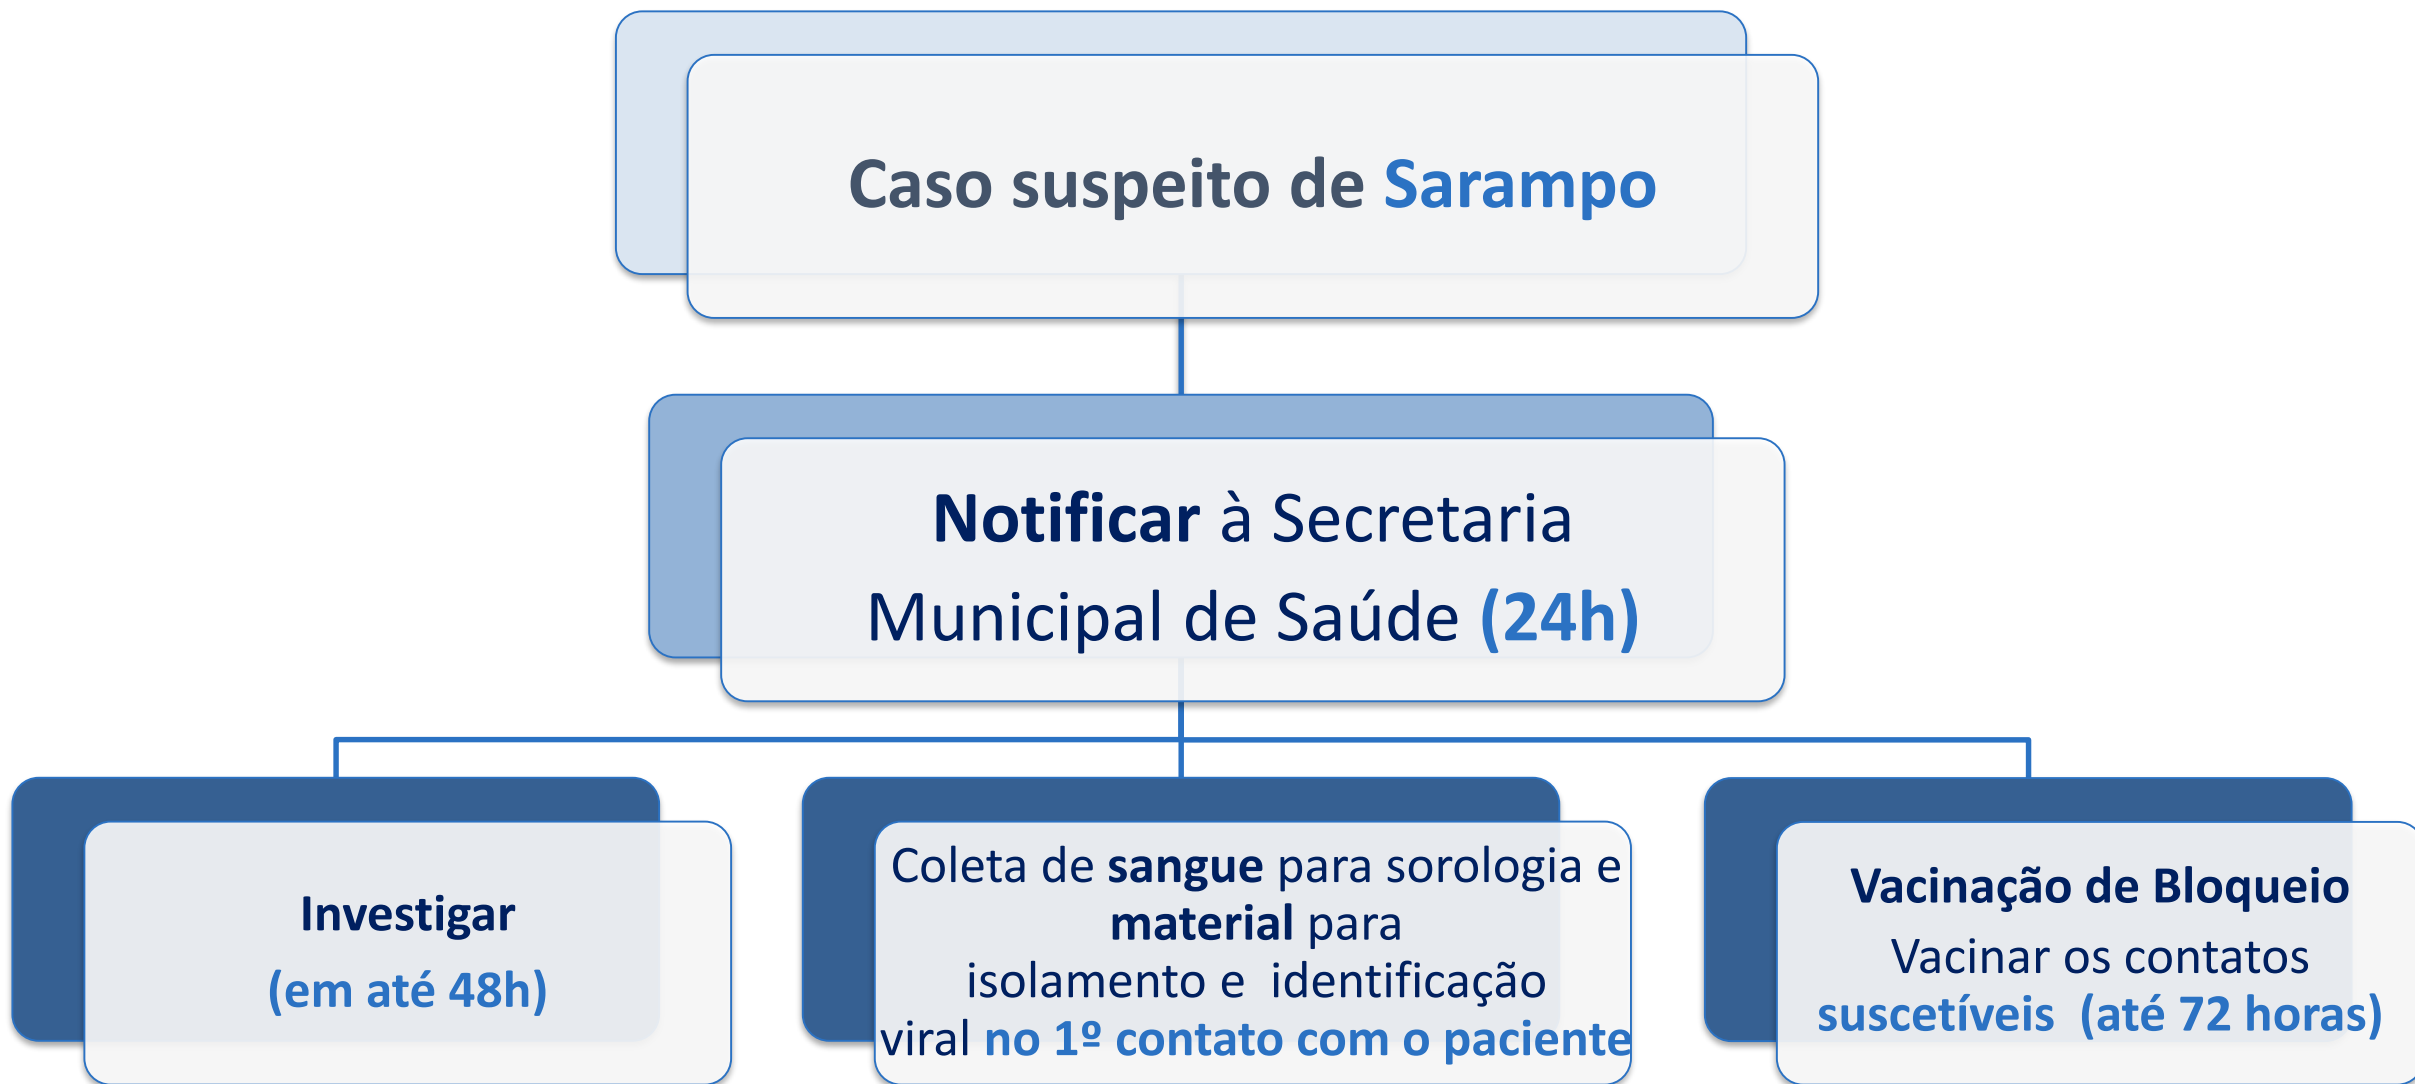 Caso suspeito de Sarampo
Notificar à Secretaria
Municipal de Saúde (24h)
Investigar
(em até 48h)
Coleta de sangue para sorologia e
material para
isolamento e identificação
viral no 1º contato com o paciente
Vacinação de Bloqueio
Vacinar os contatos
suscetíveis (até 72 horas)